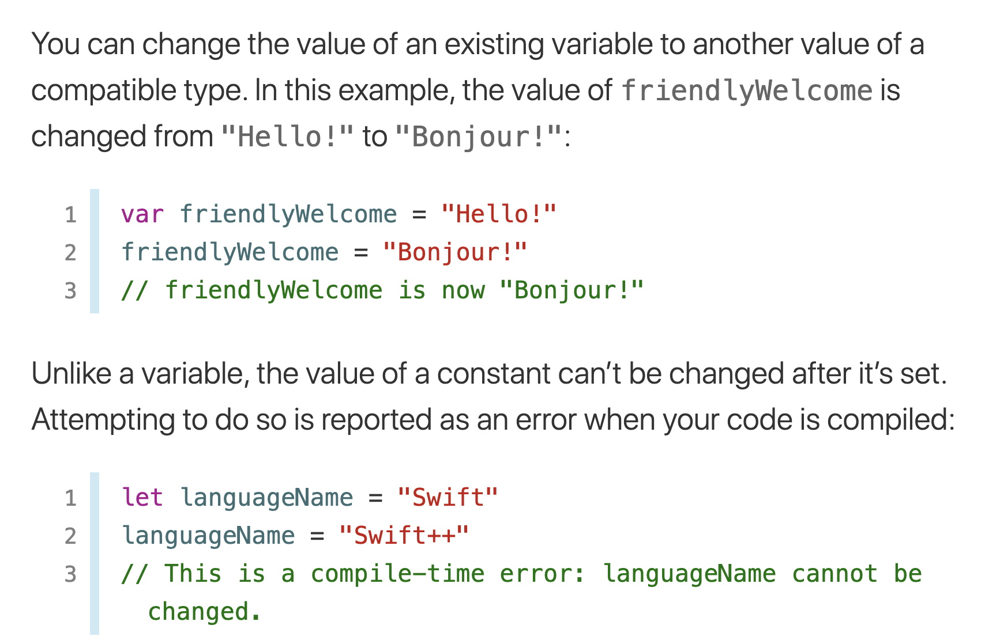 You can change the value of an existing variable to another value of a
compatible type. In this example, the value of friendlyWelcome is
changed from "Hello!" to "Bonjour!":
1 var friendlyWelcome = "Hello!"
2 friendlyWelcome = "Bonjour!"
3 // friendlyWelcome is now "Bonjour!"
Unlike a variable, the value of a constant can’t be changed after it’s set.
Attempting to do so is reported as an error when your code is compiled:
1 let languageName = "Swift"
2 languageName = "Swift++"
3 // This is a compile-time error: languageName cannot be
changed.